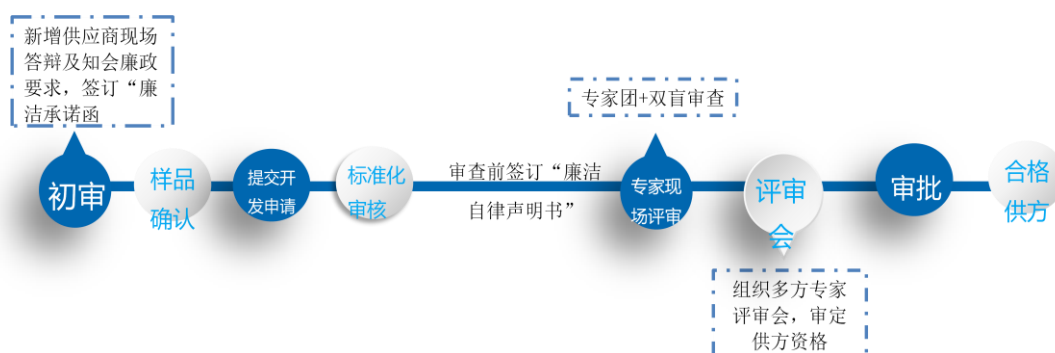 新增供应商现场
答辩及知会廉政
要求，签订“廉
洁承诺函
专家团+双盲审查
初审
样品
确认
提交开
发申请
标准化
审核
审查前签订“廉洁
自律声明书”
专家现
场评审
评审
会
审批
合格
供方
组织多方专家
评审会，审定
供方资格